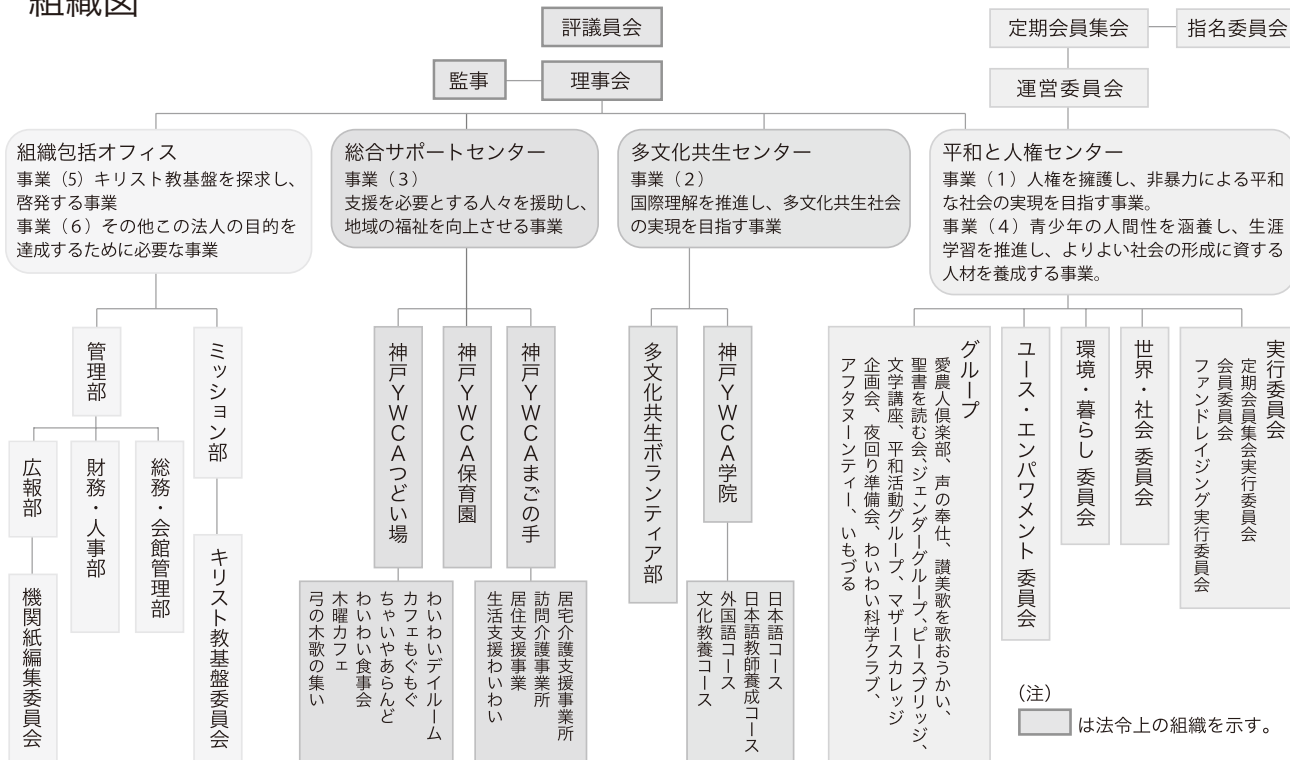 組織図
評議員会
監事
理事会
定期会員集会
指名委員会
運営委員会
組織包括オフィス
事業（5）キリスト教基盤を探求し、
啓発する事業
事業（6）その他この法人の目的を
達成するために必要な事業
総合サポートセンター
事業（3）
支援を必要とする人々を援助し、
地域の福祉を向上させる事業
多文化共生センター
事業（2）
国際理解を推進し、多文化共生社会
の実現を目指す事業
平和と人権センター
事業（1）人権を擁護し、非暴力による平和
な社会の実現を目指す事業。
事業（4）青少年の人間性を涵養し、生涯
学習を推進し、よりよい社会の形成に資する
人材を養成する事業。
管理部
ミッション部
広報部
財務・人事部
総務・会館管理部
機関紙編集委員会
キリスト教基盤委員会
神戸YWCAつどい場
神戸YWCA保育園
神戸YWCAまごの手
わいわいデイルーム
カフェもぐもぐ
ちゃいやあらんど
わいわい食事会
木曜カフェ
弓の木歌の集い
居宅介護支援事業所
訪問介護事業所
居住支援事業
生活支援わいわい
多文化共生ボランティア部
神戸YWCA学院
日本語コース
日本語教師養成コース
外国語コース
文化教養コース
グループ
愛農人倶楽部、声の奉仕、讃美歌を歌おうかい、
聖書を読む会、ジェンダーグループ、ピースブリッジ、
文学講座、平和活動グループ、マザースカレッジ
企画会、夜回り準備会、わいわい科学クラブ、
アフタヌーンティー、いもづる
ユース・エンパワメント 委員会
環境・暮らし 委員会
世界・社会 委員会
実行委員会
定期会員集会実行委員会
会員委員会
ファンドレイジング実行委員会
（注）
は法令上の組織を示す。